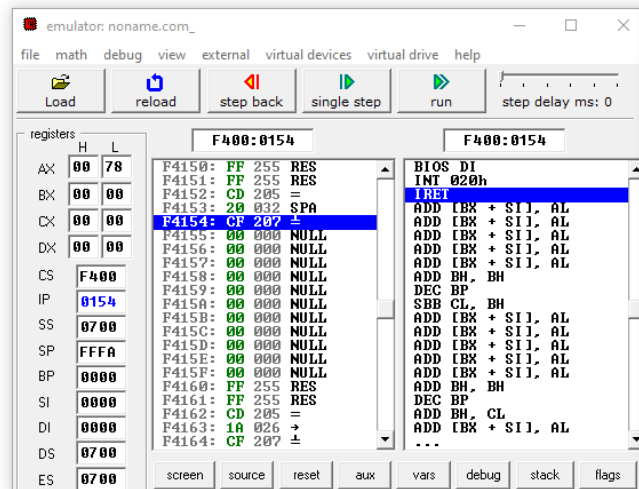 emulator: noname.com_
file math debug view external virtual devices virtual drive help
Load reload step back single step run step delay ms: 0
registers
F400:0154 F400:0154
H L
AX 00 78
BX 00 00
CX 00 00
DX 00 00
CS F400
IP 0154
SS 0700
SP FFFA
BP 0000
SI 0000
DI 0000
DS 0700
ES 0700
F4150: FF 255 RES
F4151: FF 255 RES
F4152: CD 205 =
F4153: 20 032 SPA
F4154: CF 207 ╧
F4155: 00 000 NULL
F4156: 00 000 NULL
F4157: 00 000 NULL
F4158: 00 000 NULL
F4159: 00 000 NULL
F415A: 00 000 NULL
F415B: 00 000 NULL
F415C: 00 000 NULL
F415D: 00 000 NULL
F415E: 00 000 NULL
F415F: 00 000 NULL
F4160: FF 255 RES
F4161: FF 255 RES
F4162: CD 205 =
F4163: 1A 026 →
F4164: CF 207 ╧
BIOS DI
INT 020h
IRET
ADD [BX + SI], AL
ADD [BX + SI], AL
ADD [BX + SI], AL
ADD [BX + SI], AL
ADD [BX + SI], AL
ADD BH, BH
DEC BP
SBB CL, BH
ADD [BX + SI], AL
ADD [BX + SI], AL
ADD [BX + SI], AL
ADD [BX + SI], AL
ADD [BX + SI], AL
ADD BH, BH
DEC BP
ADD BH, CL
ADD [BX + SI], AL
...
screen source reset aux vars debug stack flags